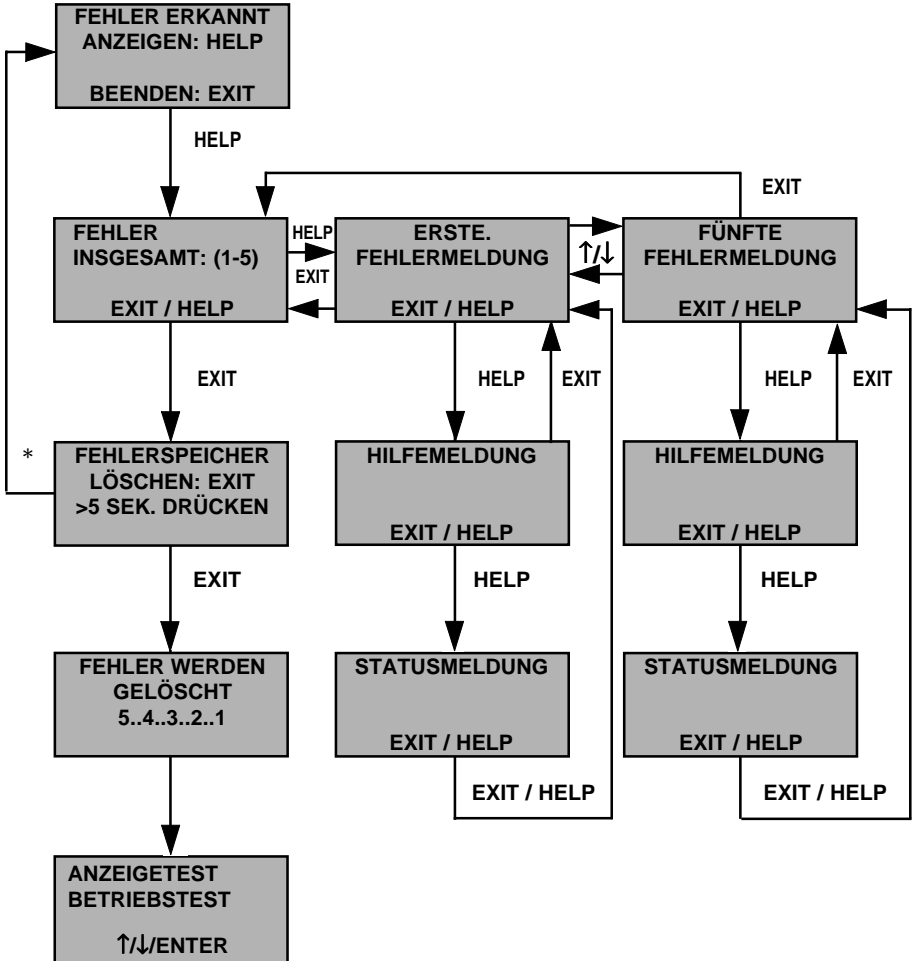 FEHLER ERKANNT
ANZEIGEN: HELP
BEENDEN: EXIT
HELP
EXIT
FEHLER
INSGESAMT: (1-5)
EXIT / HELP
HELP
EXIT
ERSTE.
FEHLERMELDUNG
EXIT / HELP
↑/↓
FÜNFTE
FEHLERMELDUNG
EXIT / HELP
EXIT
HELP
EXIT
HELP
EXIT
*
FEHLERSPEICHER
LÖSCHEN: EXIT
>5 SEK. DRÜCKEN
HILFEMELDUNG
EXIT / HELP
HILFEMELDUNG
EXIT / HELP
EXIT
HELP
HELP
FEHLER WERDEN
GELÖSCHT
5..4..3..2..1
STATUSMELDUNG
EXIT / HELP
STATUSMELDUNG
EXIT / HELP
EXIT / HELP
EXIT / HELP
ANZEIGETEST
BETRIEBSTEST
↑/↓/ENTER